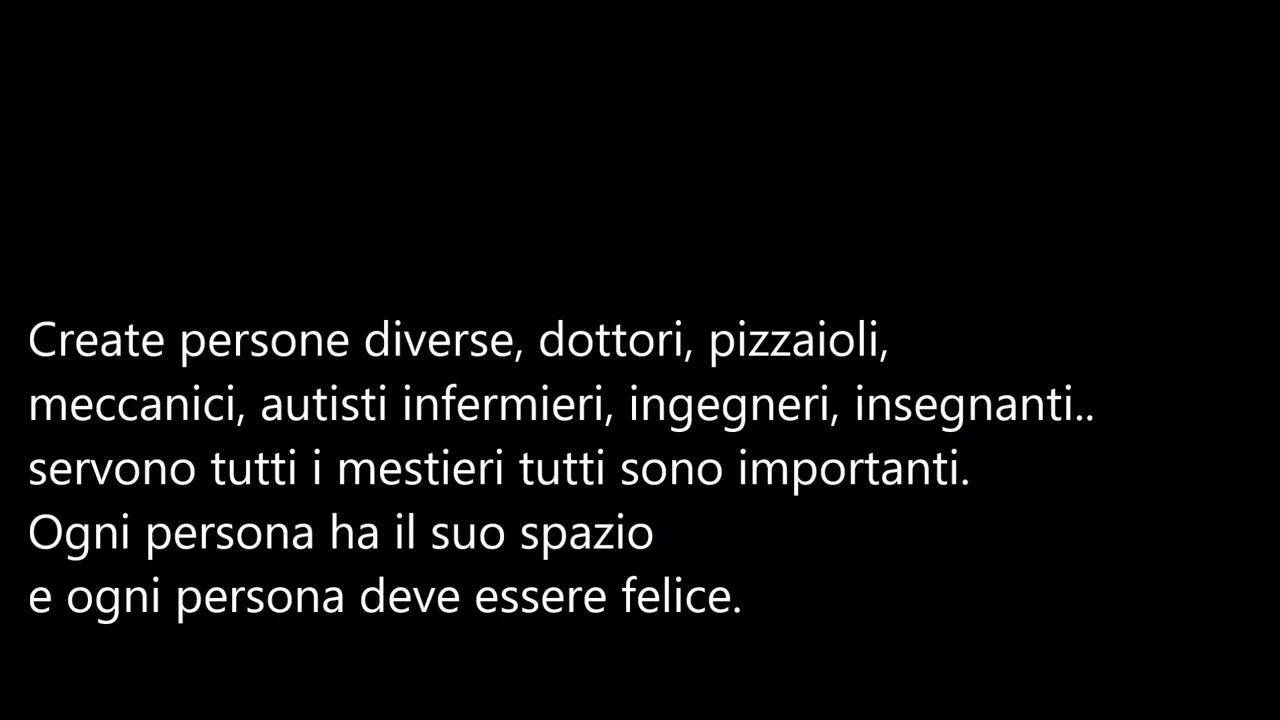 Create persone diverse, dottori, pizzaioli,
meccanici, autisti infermieri, ingegneri, insegnanti..
servono tutti i mestieri tutti sono importanti.
Ogni persona ha il suo spazio
e ogni persona deve essere felice.